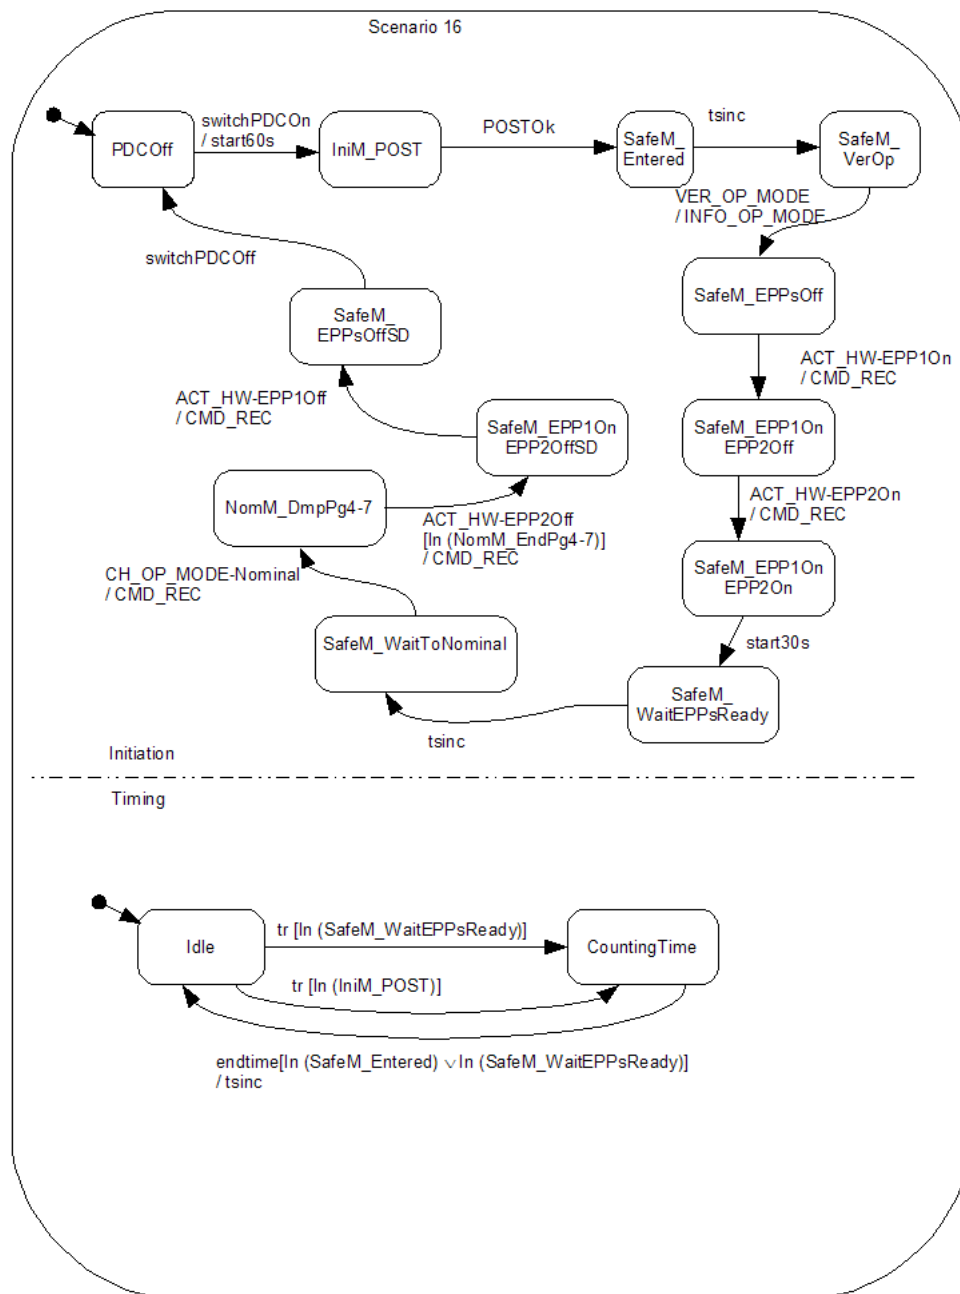 Scenario 16
switchPDCOn
/ start60s
POSTOk
tsinc
PDCOff
IniM_POST
SafeM_
Entered
SafeM_
VerOp
VER_OP_MODE
/ INFO_OP_MODE
switchPDCOff
SafeM_EPPsOff
SafeM_
EPPsOffSD
ACT_HW-EPP1On
/ CMD_REC
ACT_HW-EPP1Off
/ CMD_REC
SafeM_EPP1On
EPP2OffSD
SafeM_EPP1On
EPP2Off
NomM_DmpPg4-7
ACT_HW-EPP2Off
[In (NomM_EndPg4-7)]
/ CMD_REC
ACT_HW-EPP2On
/ CMD_REC
CH_OP_MODE-Nominal
/ CMD_REC
SafeM_EPP1On
EPP2On
SafeM_WaitToNominal
start30s
SafeM_
WaitEPPsReady
tsinc
Initiation
Timing
Idle
tr [In (SafeM_WaitEPPsReady)]
CountingTime
tr [In (IniM_POST)]
endtime[In (SafeM_Entered) ∨ In (SafeM_WaitEPPsReady)]
/ tsinc